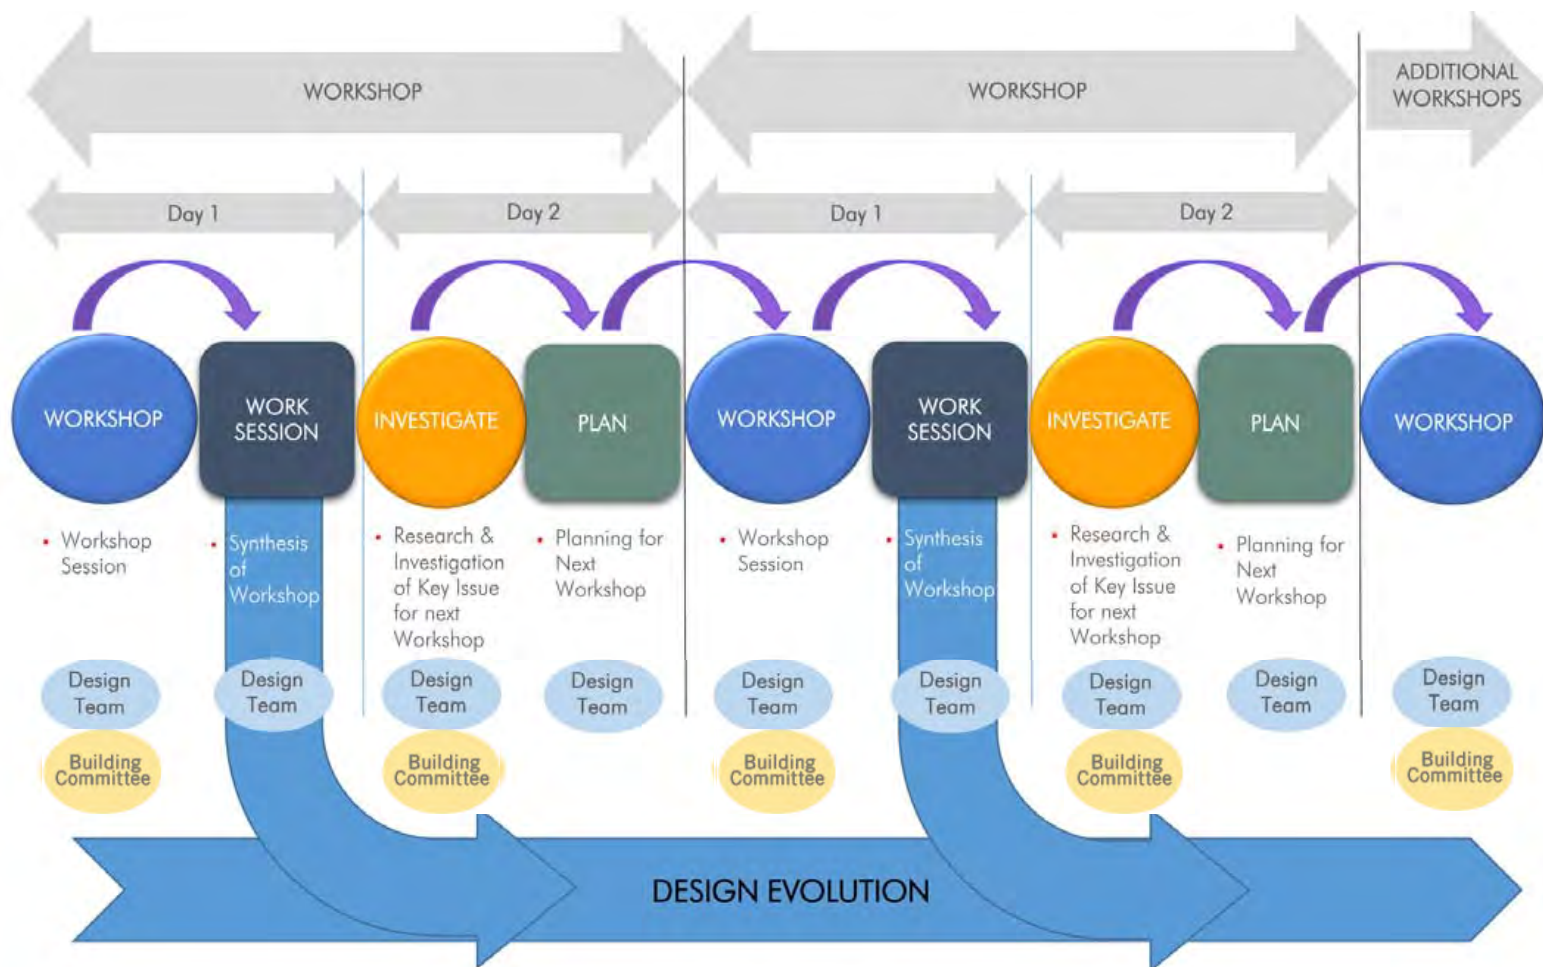 WORKSHOP
WORKSHOP
ADDITIONAL
WORKSHOPS
Day 1
Day 2
Day 1
Day 2
WORKSHOP
WORK
SESSION
INVESTIGATE
PLAN
WORKSHOP
WORK
SESSION
INVESTIGATE
PLAN
WORKSHOP
• Workshop
Session
• Synthesis
of
Workshop
• Research &
Investigation
of Key Issue
for next
Workshop
• Planning for
Next
Workshop
• Workshop
Session
• Synthesis
of
Workshop
• Research &
Investigation
of Key Issue
for next
Workshop
• Planning for
Next
Workshop
Design
Team
Design
Team
Design
Team
Design
Team
Design
Team
Design
Team
Design
Team
Design
Team
Design
Team
Building
Committee
Building
Committee
Building
Committee
Building
Committee
Building
Committee
DESIGN EVOLUTION